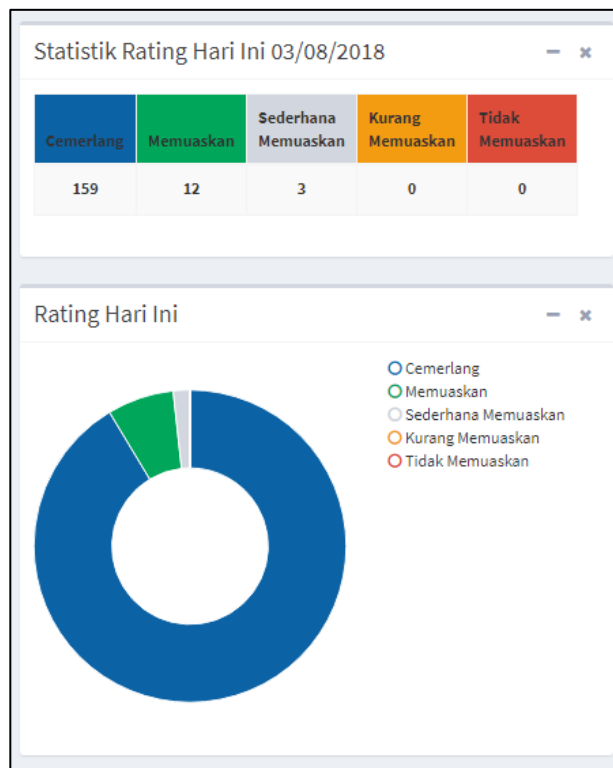 Statistik Rating Hari Ini 03/08/2018
Cemerlang Memuaskan Sederhana Memuaskan Kurang Memuaskan Tidak Memuaskan
159 12 3 0 0
Rating Hari Ini
Cemerlang
Memuaskan
Sederhana Memuaskan
Kurang Memuaskan
Tidak Memuaskan